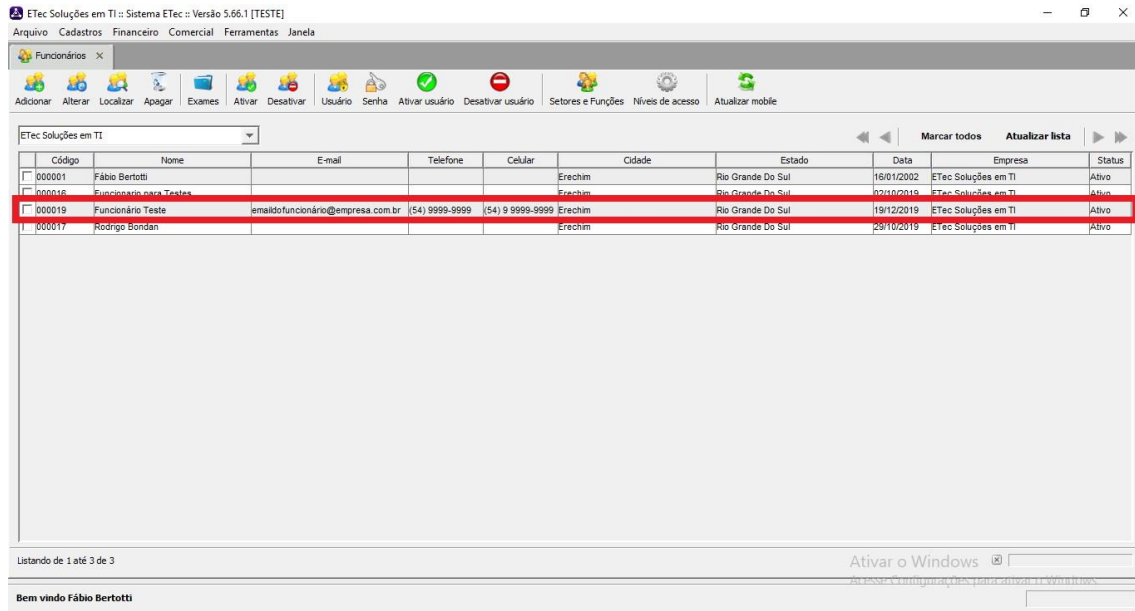 ETec Soluções em TI :: Sistema ETec :: Versão 5.66.1 [TESTE]
Arquivo Cadastros Financeiro Comercial Ferramentas Janela
Funcionários
Adicionar Alterar Localizar Apagar Exames Ativar Desativar Usuário Senha Ativar usuário Desativar usuário Setores e Funções Níveis de acesso Atualizar mobile
ETec Soluções em TI Marcar todos Atualizar lista
Código Nome E-mail Telefone Celular Cidade Estado Data Empresa Status
000001 Fábio Bertotti Erechim Rio Grande Do Sul 16/01/2002 ETec Soluções em TI Ativo
000016 Funcionario para Testes Erechim Rio Grande Do Sul 02/10/2019 ETec Soluções em TI Ativo
000019 Funcionário Teste emaildofuncionário@empresa.com.br (54) 9999-9999 (54) 9 9999-9999 Erechim Rio Grande Do Sul 19/12/2019 ETec Soluções em TI Ativo
000017 Rodrigo Bondan Erechim Rio Grande Do Sul 29/10/2019 ETec Soluções em TI Ativo
Listando de 1 até 3 de 3
Ativar o Windows
Acesse Configurações para ativar o Windows.
Bem vindo Fábio Bertotti